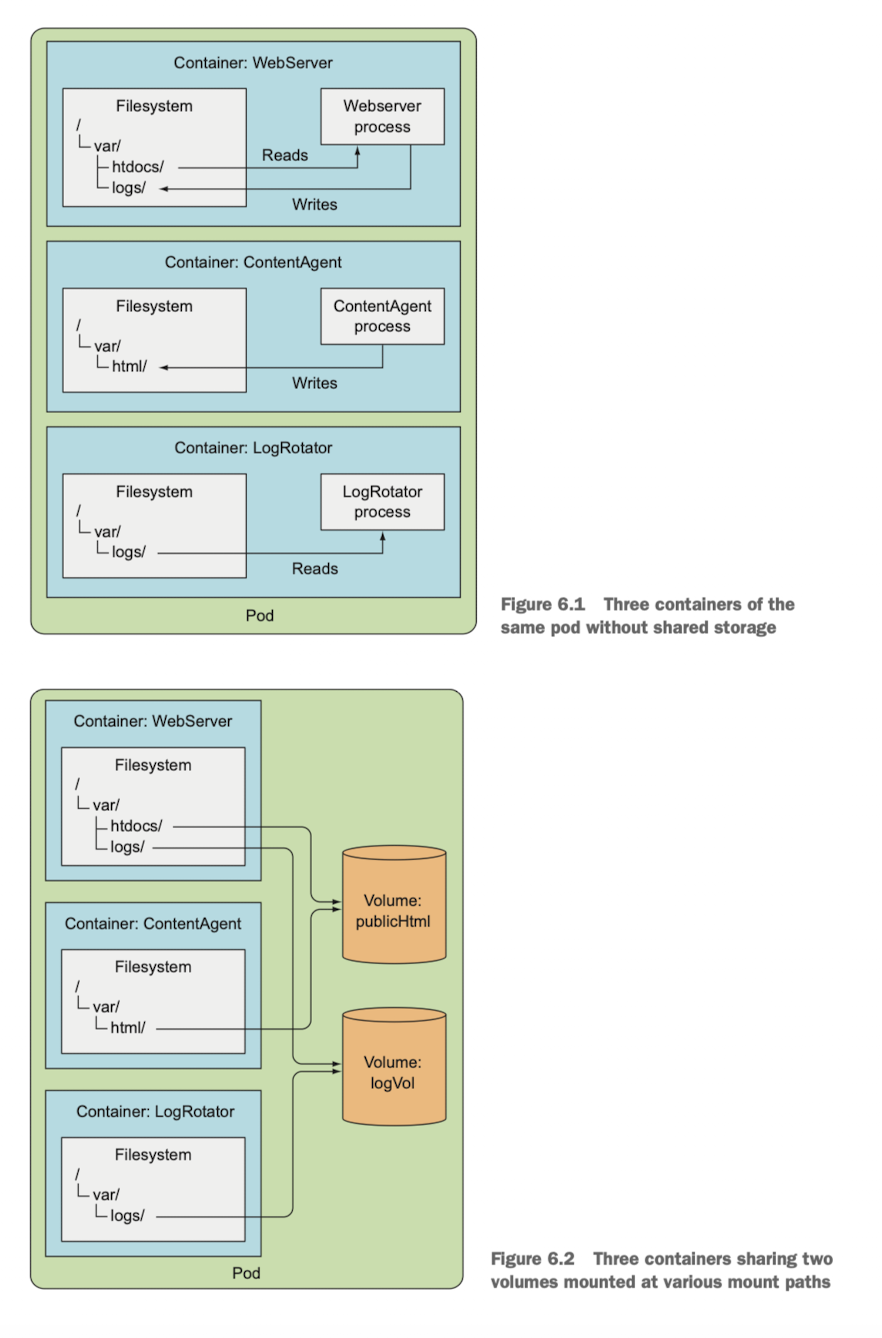 Container: WebServer
Filesystem
/
var/
htdocs/
logs/
Webserver
process
Reads
Writes
Container: ContentAgent
Filesystem
/
var/
html/
ContentAgent
process
Writes
Container: LogRotator
Filesystem
/
var/
logs/
LogRotator
process
Reads
Pod
Figure 6.1 Three containers of the
same pod without shared storage
Container: WebServer
Filesystem
/
var/
htdocs/
logs/
Container: ContentAgent
Filesystem
/
var/
html/
Container: LogRotator
Filesystem
/
var/
logs/
Volume:
publicHtml
Volume:
logVol
Pod
Figure 6.2 Three containers sharing two
volumes mounted at various mount paths